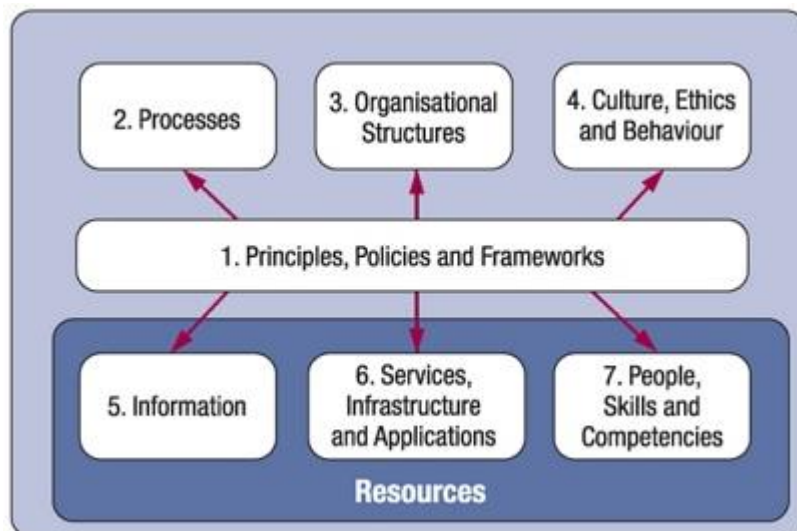 2. Processes
3. Organisational
Structures
4. Culture, Ethics
and Behaviour
1. Principles, Policies and Frameworks
5. Information
6. Services,
Infrastructure
and Applications
7. People,
Skills and
Competencies
Resources